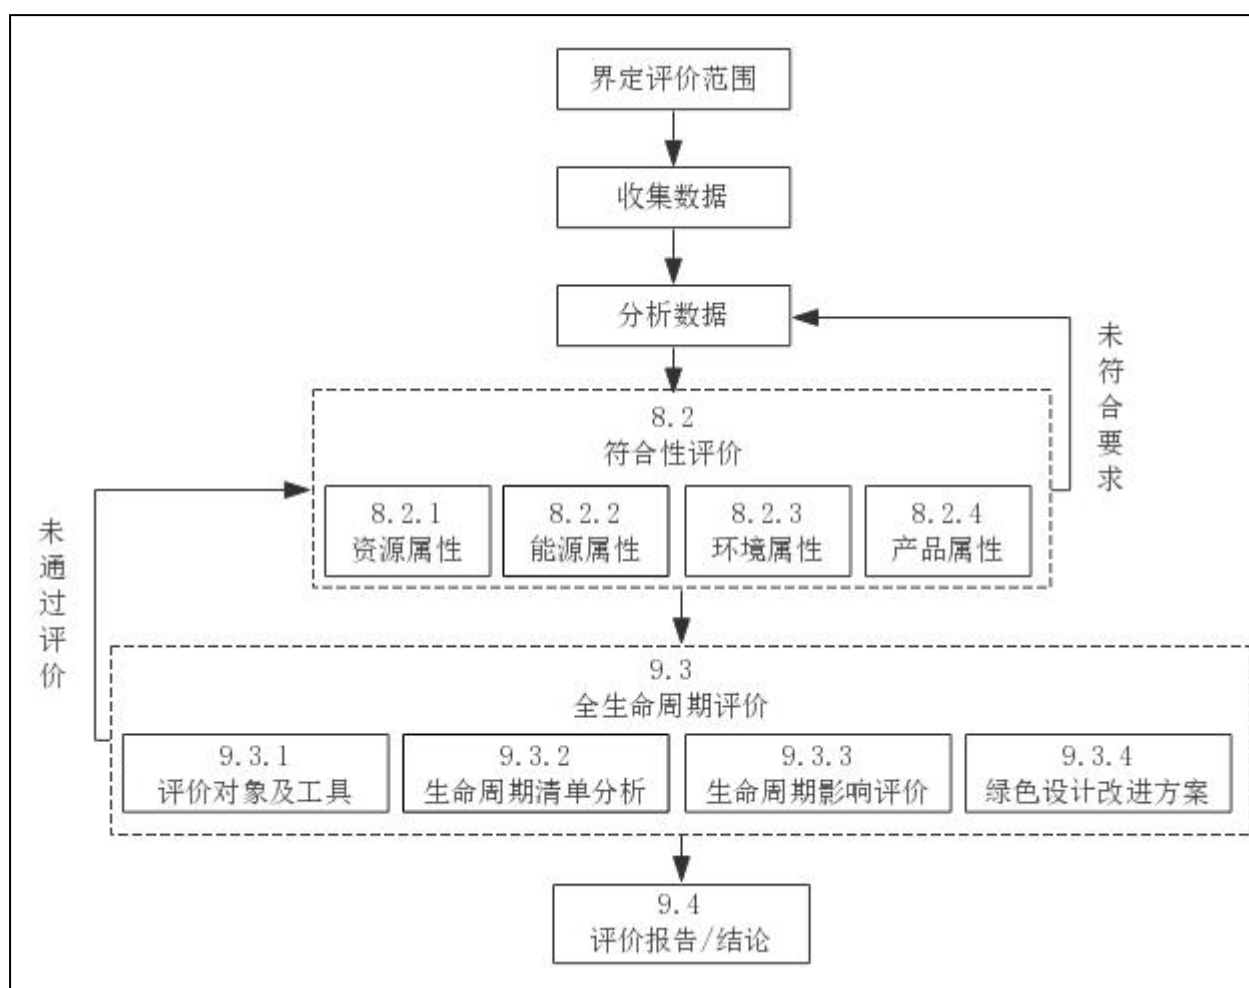 界定评价范围
收集数据
分析数据
未符合要求
8.2
符合性评价
8.2.1
资源属性
8.2.2
能源属性
8.2.3
环境属性
8.2.4
产品属性
未通过评价
9.3
全生命周期评价
9.3.1
评价对象及工具
9.3.2
生命周期清单分析
9.3.3
生命周期影响评价
9.3.4
绿色设计改进方案
9.4
评价报告/结论